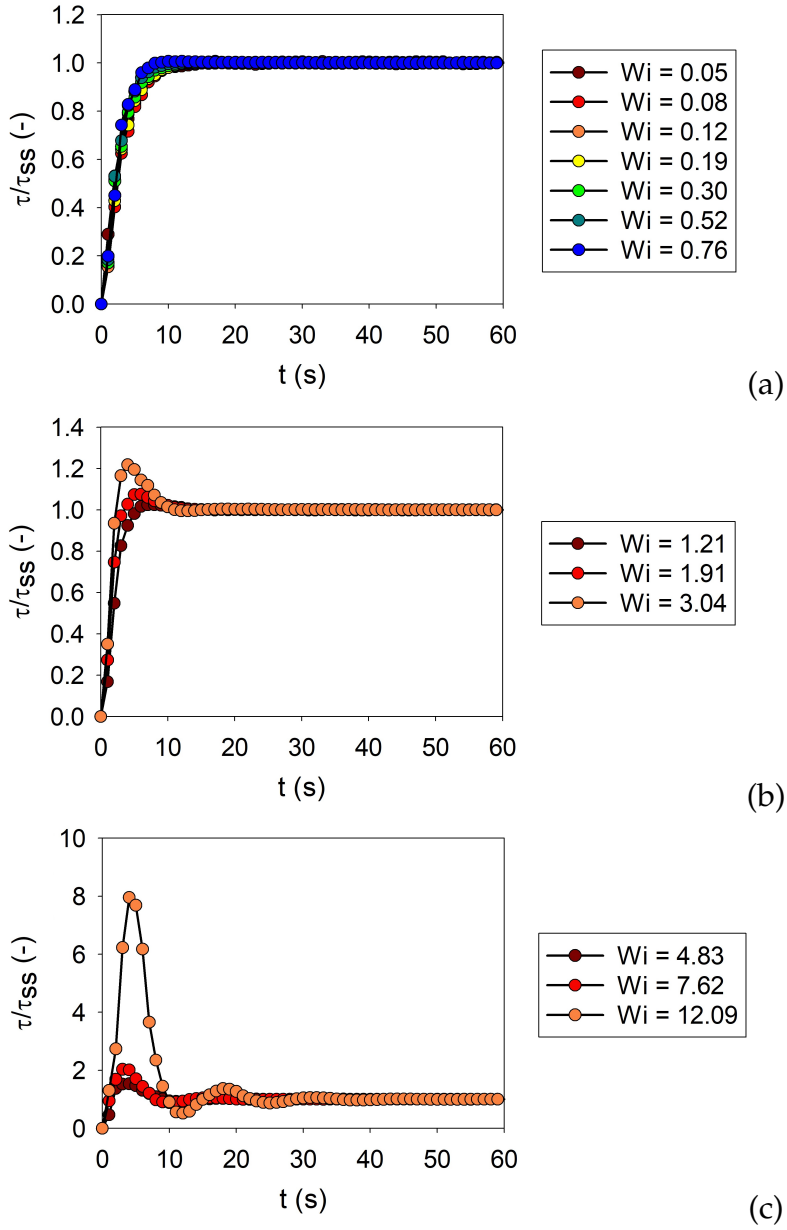 1.2
1.0
0.8
0.6
0.4
0.2
0.0
τ/τss (-)
0 10 20 30 40 50 60
t (s)
Wi = 0.05
Wi = 0.08
Wi = 0.12
Wi = 0.19
Wi = 0.30
Wi = 0.52
Wi = 0.76
(a)
1.4
1.2
1.0
0.8
0.6
0.4
0.2
0.0
τ/τss (-)
0 10 20 30 40 50 60
t (s)
Wi = 1.21
Wi = 1.91
Wi = 3.04
(b)
10
8
6
4
2
0
τ/τss (-)
0 10 20 30 40 50 60
t (s)
Wi = 4.83
Wi = 7.62
Wi = 12.09
(c)